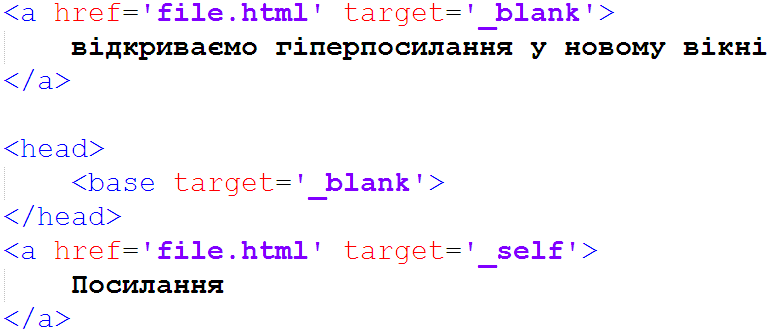 <a href='file.html' target='_blank'>
відкриваємо гіперпосилання у новому вікні
</a>
<head>
<base target='_blank'>
</head>
<a href='file.html' target='_self'>
Посилання
</a>